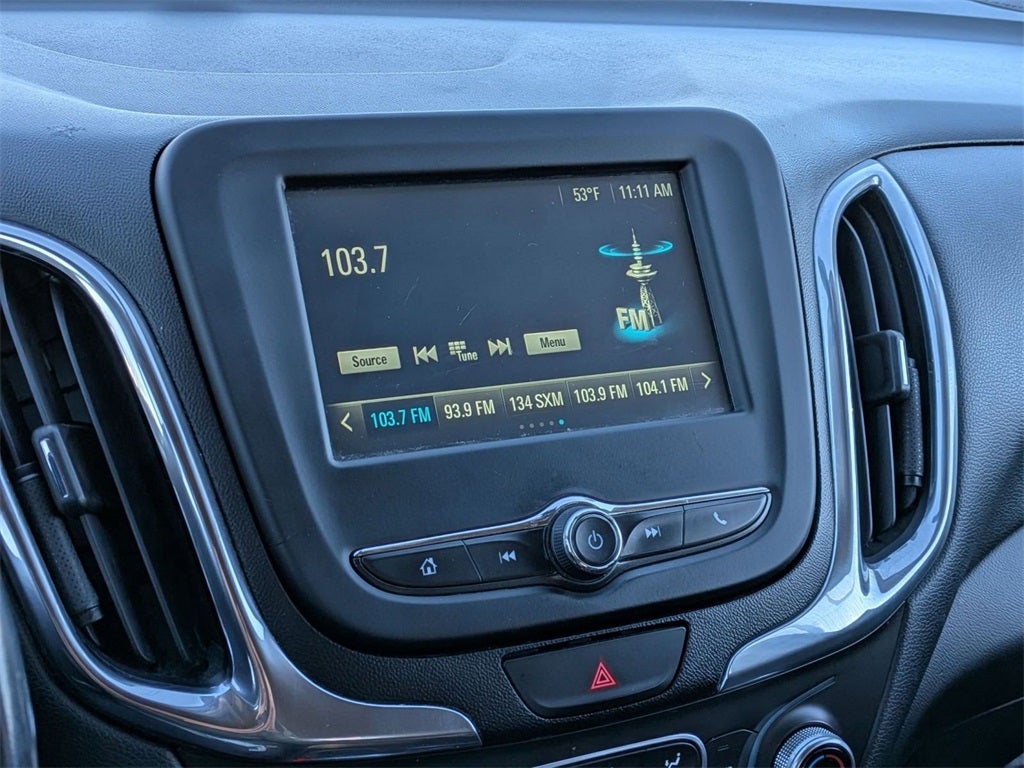 53°F 11:11 AM
103.7
FM
Source Tune Menu
103.7 FM 93.9 FM 134 SXM 103.9 FM 104.1 FM